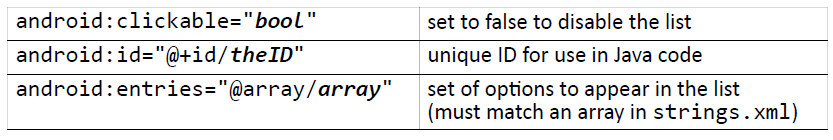 android:clickable="bool" set to false to disable the list
android:id="@+id/theID" unique ID for use in Java code
android:entries="@array/array" set of options to appear in the list
(must match an array in strings.xml)